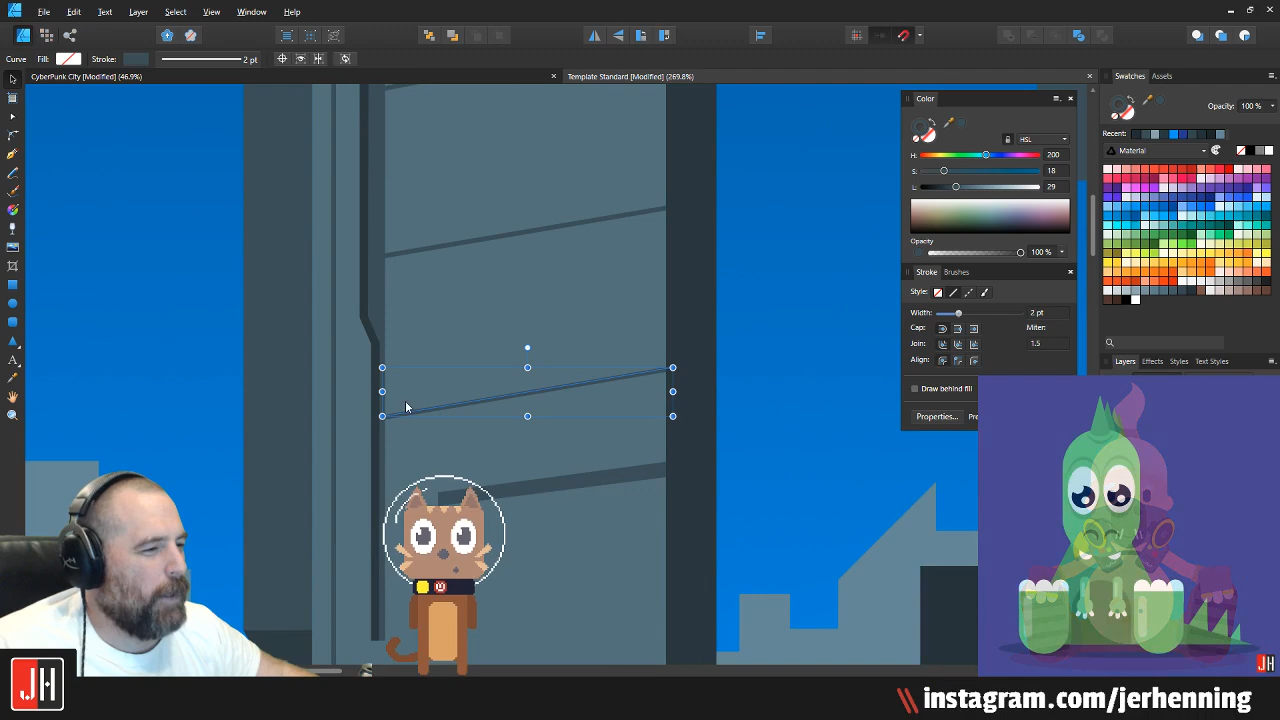 File Edit Text Layer Select View Window Help
Curve Fill: Stroke: 2 pt
CyberPunk City [Modified] (46.9%) × Template Standard [Modified] (269.8%) ×
Swatches Assets
Opacity: 100 %
Recent:
Material
Color
HSL
H: 200
S: 18
L: 29
Opacity
100 %
Stroke Brushes
Style:
Width: 2 pt
Cap: Miter:
Join: 1.5
Align:
Draw behind fill
Properties...
Layers Effects Styles Text Styles
JH
JH
\\ instagram.com/jerhenning